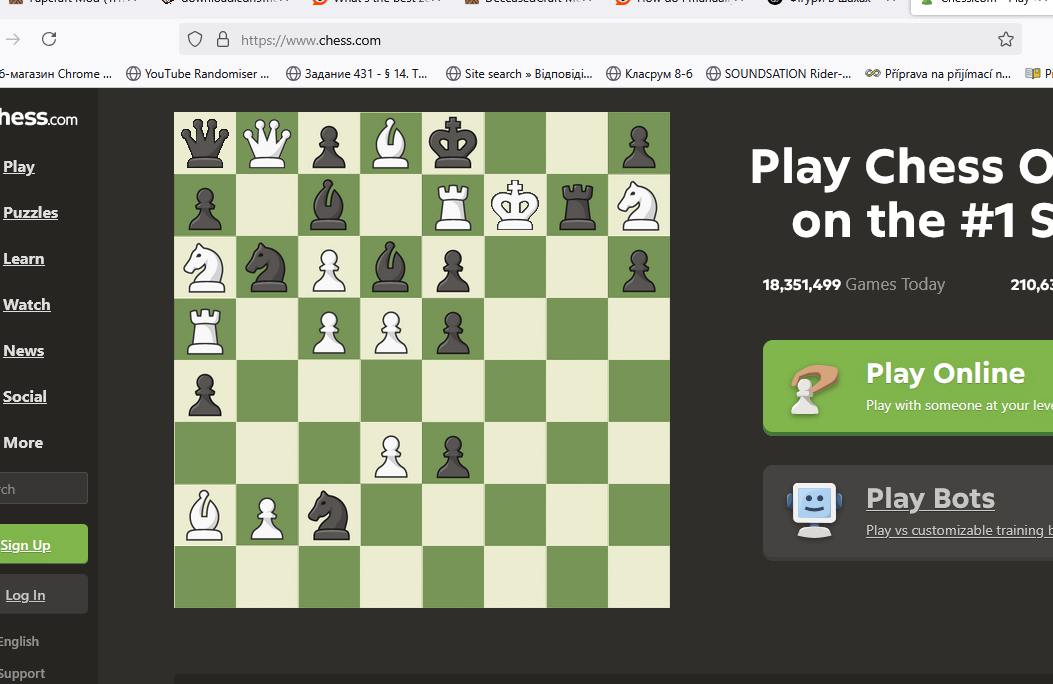 https://www.chess.com
б-магазин Chrome ... YouTube Randomiser ... Задание 431 - § 14. Т... Site search » Відповіді... Класрум 8-б SOUNDSATION Rider-... Příprava na přijímací n...
hess.com
Play
Puzzles
Learn
Watch
News
Social
More
rch
Sign Up
Log In
English
Support
Play Chess O
on the #1 S
18,351,499 Games Today 210,63
Play Online
Play with someone at your leve
Play Bots
Play vs customizable training b